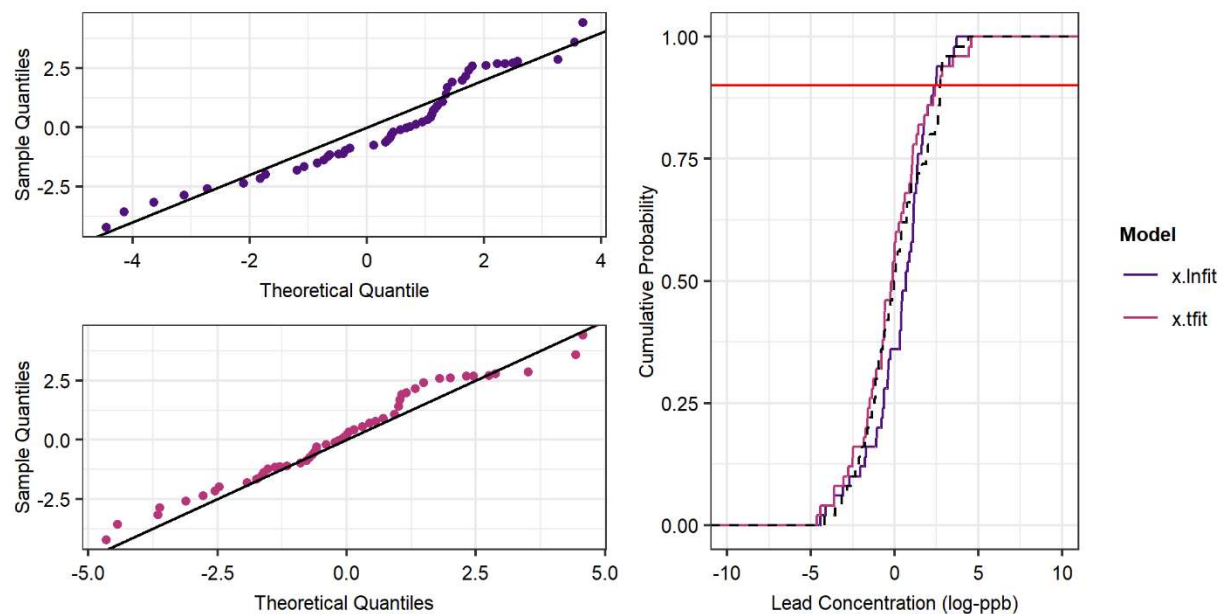 2.5
0.0
-2.5
Sample Quantiles
-4
-2
0
2
4
Theoretical Quantile
2.5
0.0
-2.5
Sample Quantiles
-5.0
-2.5
0.0
2.5
5.0
Theoretical Quantiles
1.00
0.75
0.50
0.25
0.00
Cumulative Probability
-10
-5
0
5
10
Lead Concentration (log-ppb)
Model
x.lnfit
x.tfit